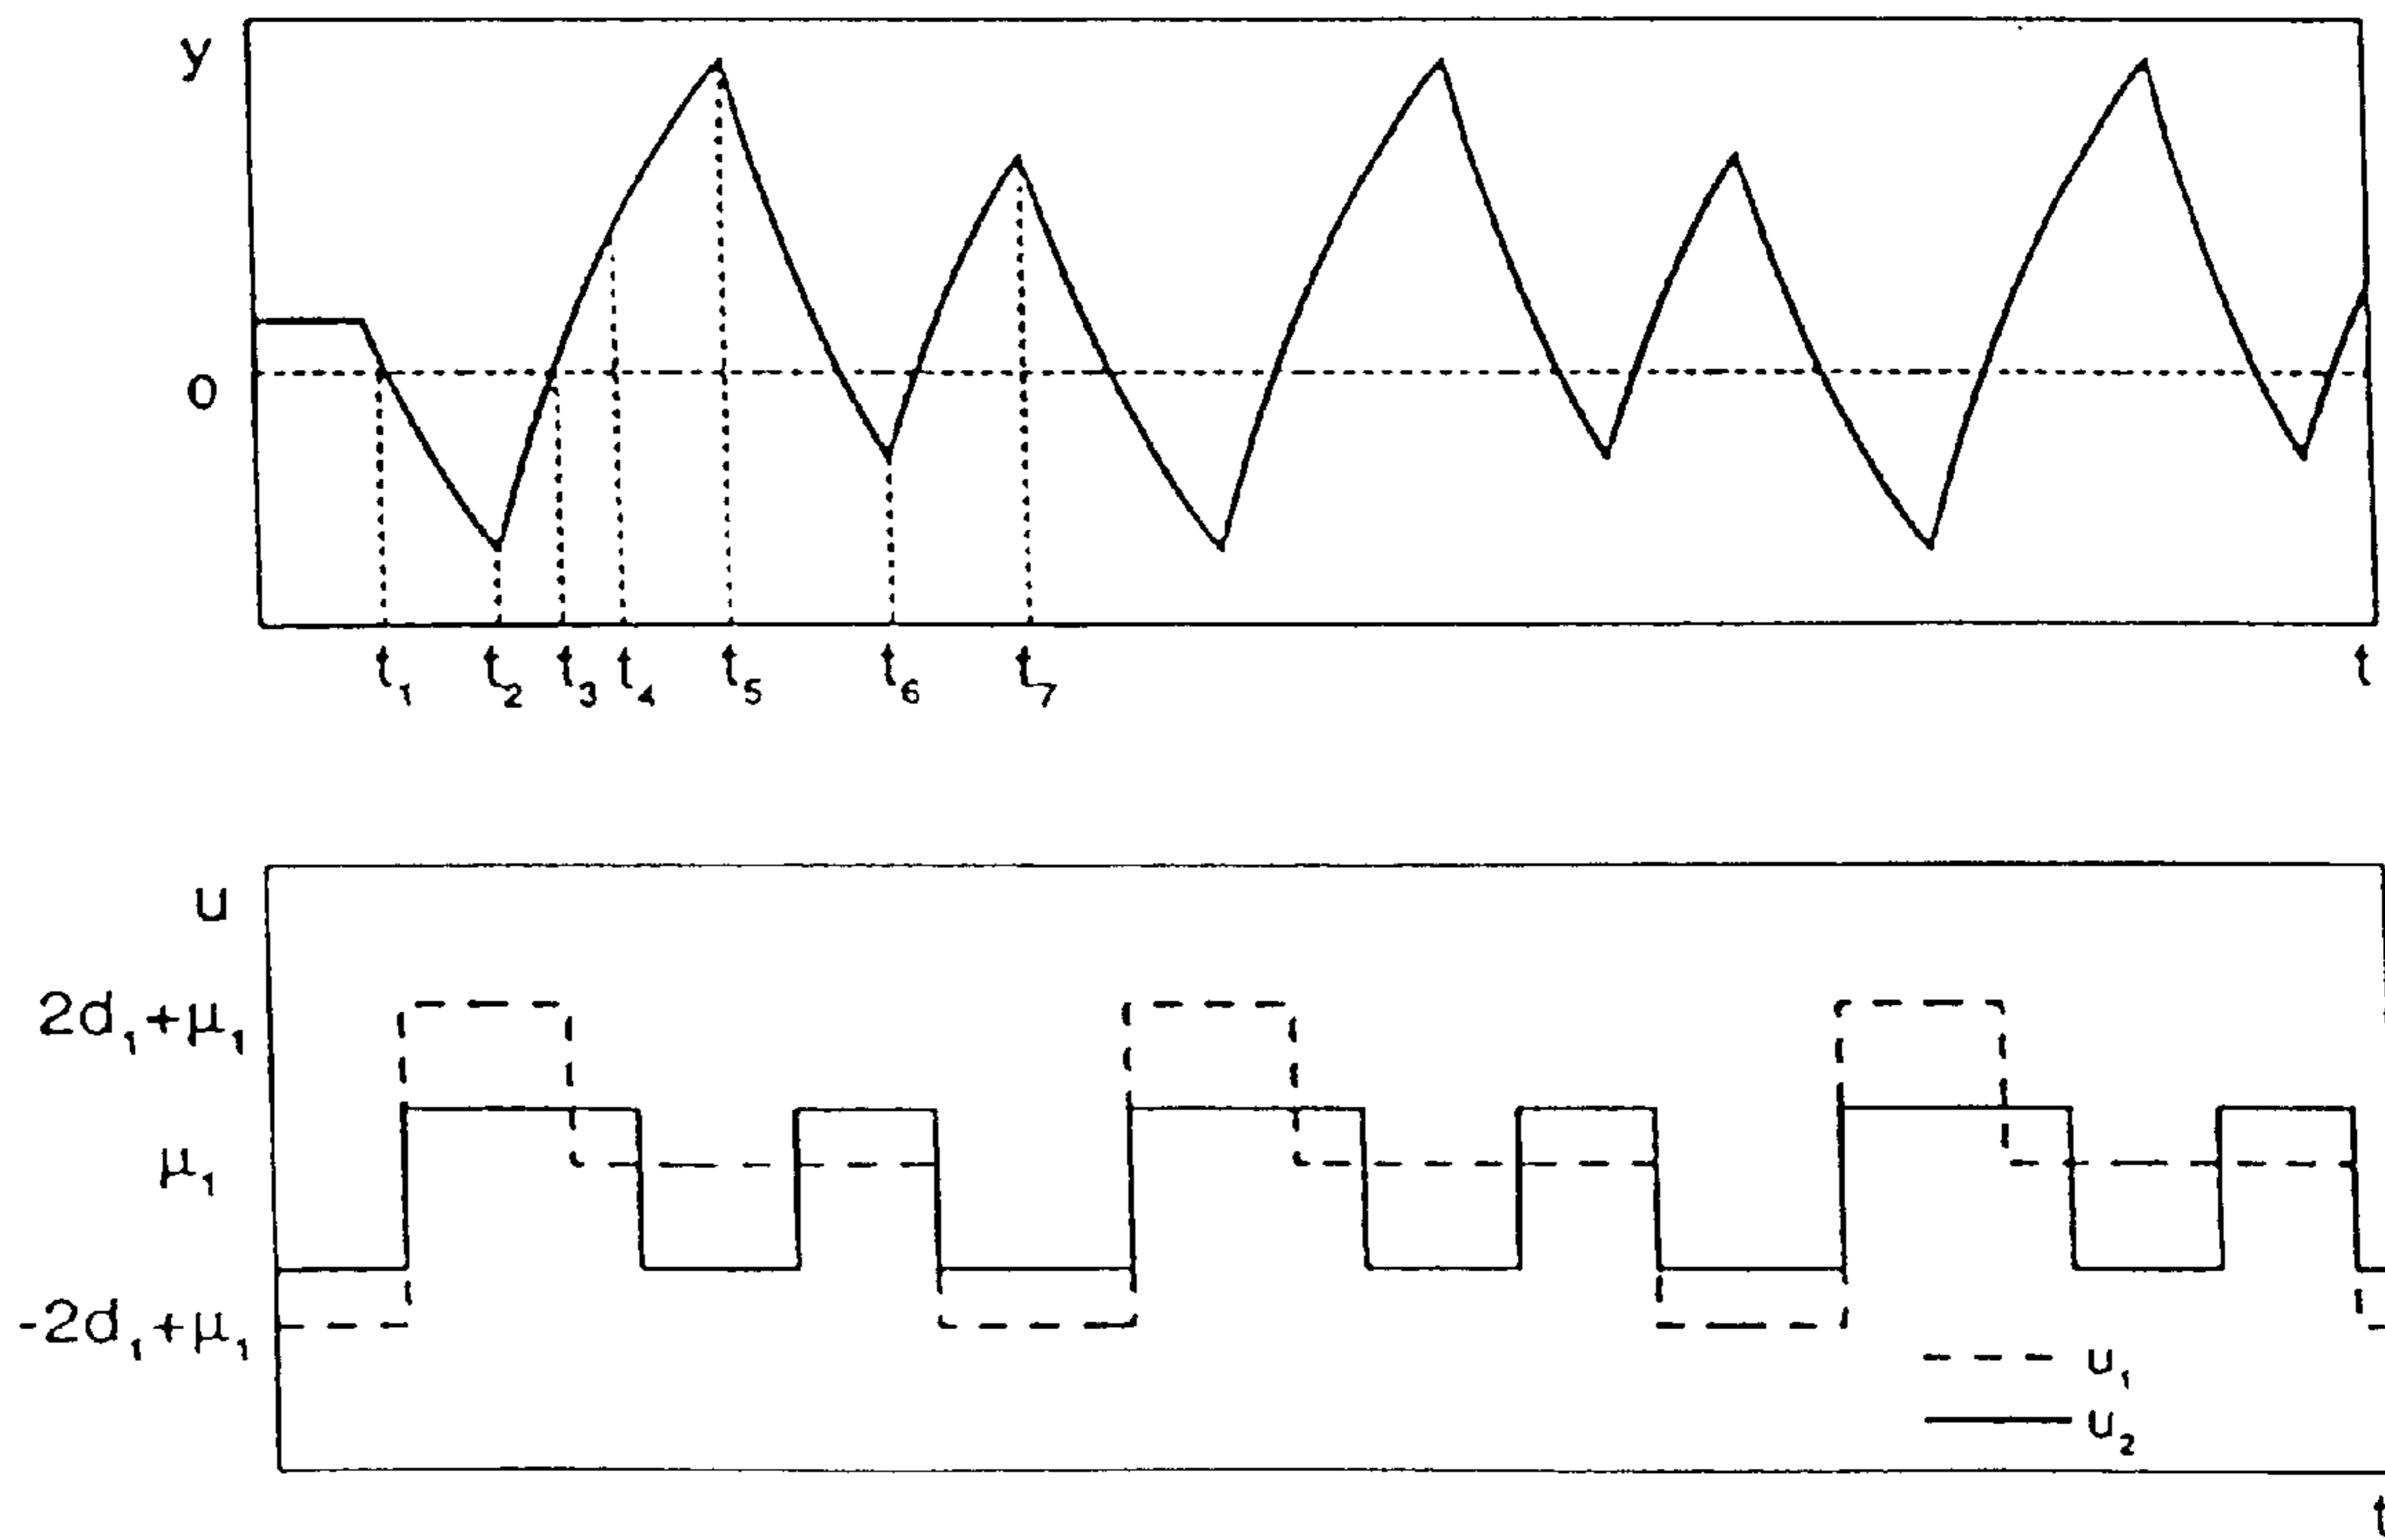 y
0
t₁ t₂ t₃ t₄ t₅ t₆ t₇ t
u
2d₁+μ₁
μ₁
-2d₁+μ₁
u₁
u₂
t